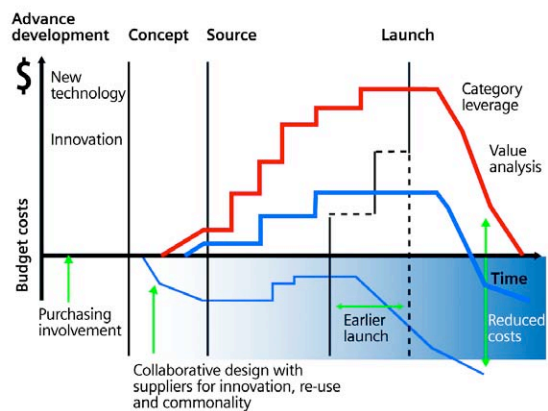 Advance
development
Concept
Source
Launch
$
New
technology
Innovation
Category
leverage
Value
analysis
Budget costs
Time
Purchasing
involvement
Earlier
launch
Reduced
costs
Collaborative design with
suppliers for innovation, re-use
and commonality